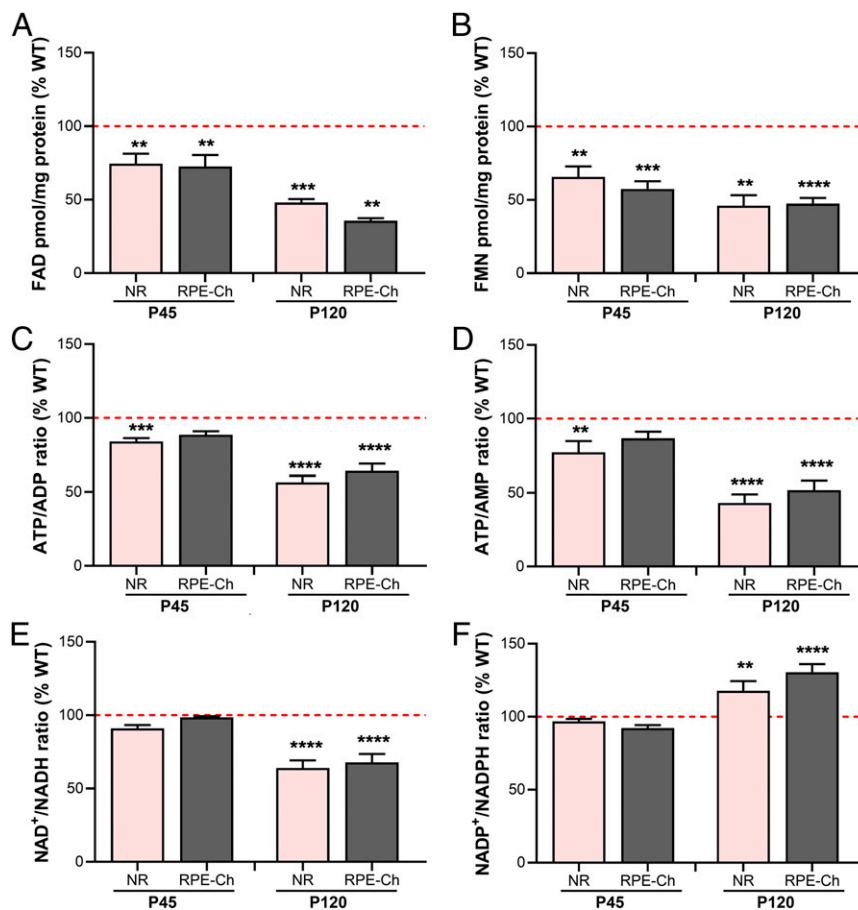 A
FAD pmol/mg protein (% WT)
150
100
50
0
**
**
***
**
NR
RPE-Ch
NR
RPE-Ch
P45
P120
B
FMN pmol/mg protein (% WT)
150
100
50
0
**
***
**
****
NR
RPE-Ch
NR
RPE-Ch
P45
P120
C
ATP/ADP ratio (% WT)
150
100
50
0
***
****
****
NR
RPE-Ch
NR
RPE-Ch
P45
P120
D
ATP/AMP ratio (% WT)
150
100
50
0
**
****
****
NR
RPE-Ch
NR
RPE-Ch
P45
P120
E
NAD⁺/NADH ratio (% WT)
150
100
50
0
****
****
NR
RPE-Ch
NR
RPE-Ch
P45
P120
F
NADP⁺/NADPH ratio (% WT)
150
100
50
0
**
****
NR
RPE-Ch
NR
RPE-Ch
P45
P120